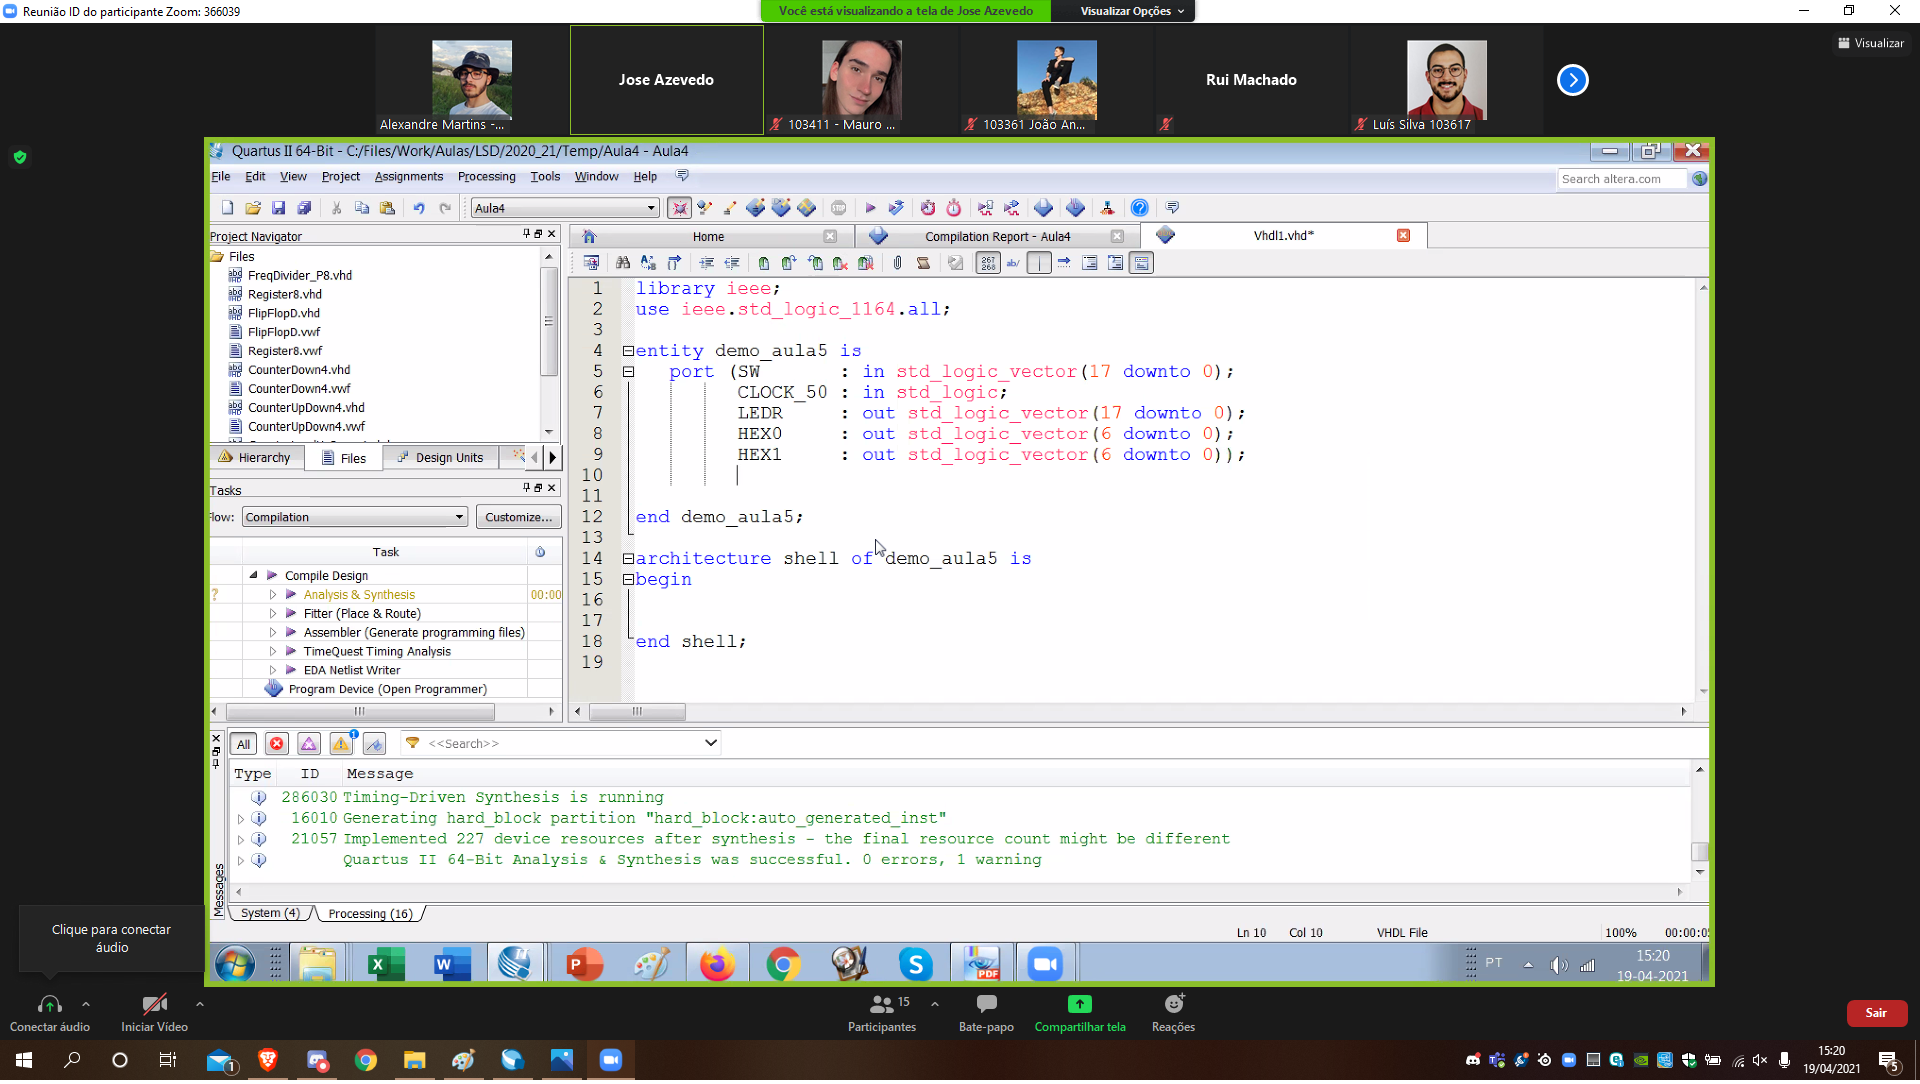 Reunião ID do participante Zoom: 366039
Você está visualizando a tela de Jose Azevedo
Visualizar Opções
Visualizar
Alexandre Martins -...
Jose Azevedo
103411 - Mauro ...
103361 João An...
Rui Machado
Luís Silva 103617
Quartus II 64-Bit - C:/Files/Work/Aulas/LSD/2020_21/Temp/Aula4 - Aula4
File Edit View Project Assignments Processing Tools Window Help
Search altera.com
Aula4
Project Navigator
Home
Compilation Report - Aula4
Vhdl1.vhd*
Files
FreqDivider_P8.vhd
Register8.vhd
FlipFlopD.vhd
FlipFlopD.vwf
Register8.vwf
CounterDown4.vhd
CounterDown4.vwf
CounterUpDown4.vhd
CounterUpDown4.vwf
Hierarchy Files Design Units
Tasks
Flow: Compilation Customize...
Task
Compile Design
Analysis & Synthesis 00:00
Fitter (Place & Route)
Assembler (Generate programming files)
TimeQuest Timing Analysis
EDA Netlist Writer
Program Device (Open Programmer)
267
268
ab/
1 library ieee;
2 use ieee.std_logic_1164.all;
3
4 entity demo_aula5 is
5 port (SW : in std_logic_vector(17 downto 0);
6 CLOCK_50 : in std_logic;
7 LEDR : out std_logic_vector(17 downto 0);
8 HEX0 : out std_logic_vector(6 downto 0);
9 HEX1 : out std_logic_vector(6 downto 0));
10
11
12 end demo_aula5;
13
14 architecture shell of demo_aula5 is
15 begin
16
17
18 end shell;
19
All
<<Search>>
Type ID Message
286030 Timing-Driven Synthesis is running
16010 Generating hard_block partition "hard_block:auto_generated_inst"
21057 Implemented 227 device resources after synthesis - the final resource count might be different
Quartus II 64-Bit Analysis & Synthesis was successful. 0 errors, 1 warning
Messages
System (4) Processing (16)
Ln 10 Col 10 VHDL File 100% 00:00:0
PT
15:20
19-04-2021
Clique para conectar
áudio
Conectar áudio
Iniciar Vídeo
15
Participantes
Bate-papo
Compartilhar tela
Reações
Sair
15:20
19/04/2021